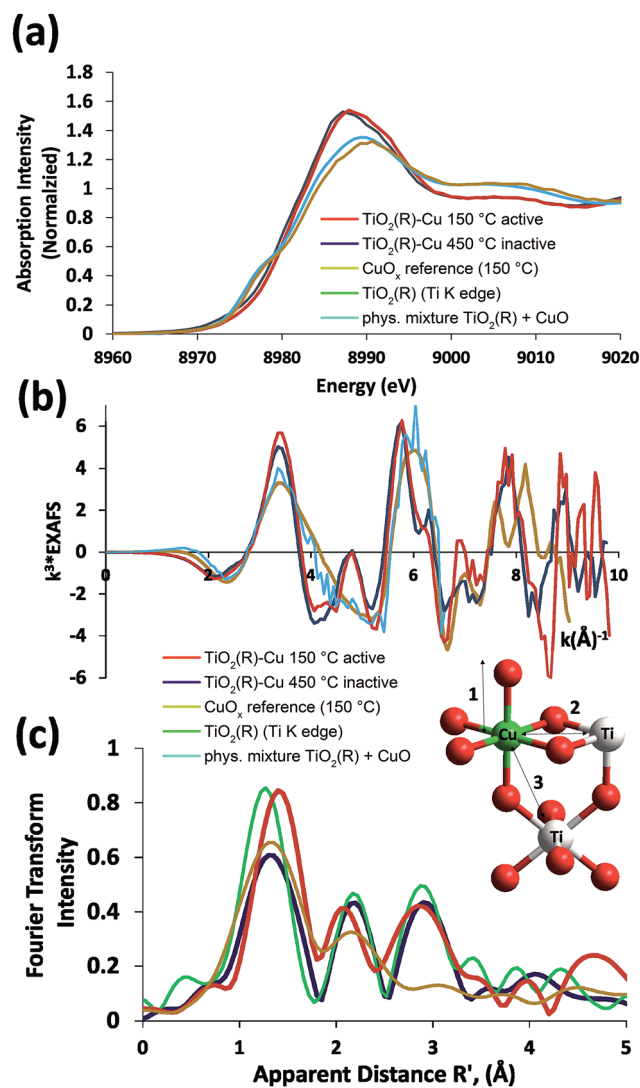 (a)
Absorption Intensity
(Normalzied)
1.8
1.6
1.4
1.2
1
0.8
0.6
0.4
0.2
0
TiO2(R)-Cu 150 °C active
TiO2(R)-Cu 450 °C inactive
CuOx reference (150 °C)
TiO2(R) (Ti K edge)
phys. mixture TiO2(R) + CuO
8960 8970 8980 8990 9000 9010 9020
Energy (eV)
(b)
k3*EXAFS
6
4
2
0
-2
-4
-6
0 2 4 6 8 10
k(Å)-1
TiO2(R)-Cu 150 °C active
TiO2(R)-Cu 450 °C inactive
CuOx reference (150 °C)
TiO2(R) (Ti K edge)
phys. mixture TiO2(R) + CuO
1
2
Cu
Ti
3
Ti
(c)
Fourier Transform
Intensity
1
0.8
0.6
0.4
0.2
0
0 1 2 3 4 5
Apparent Distance R', (Å)